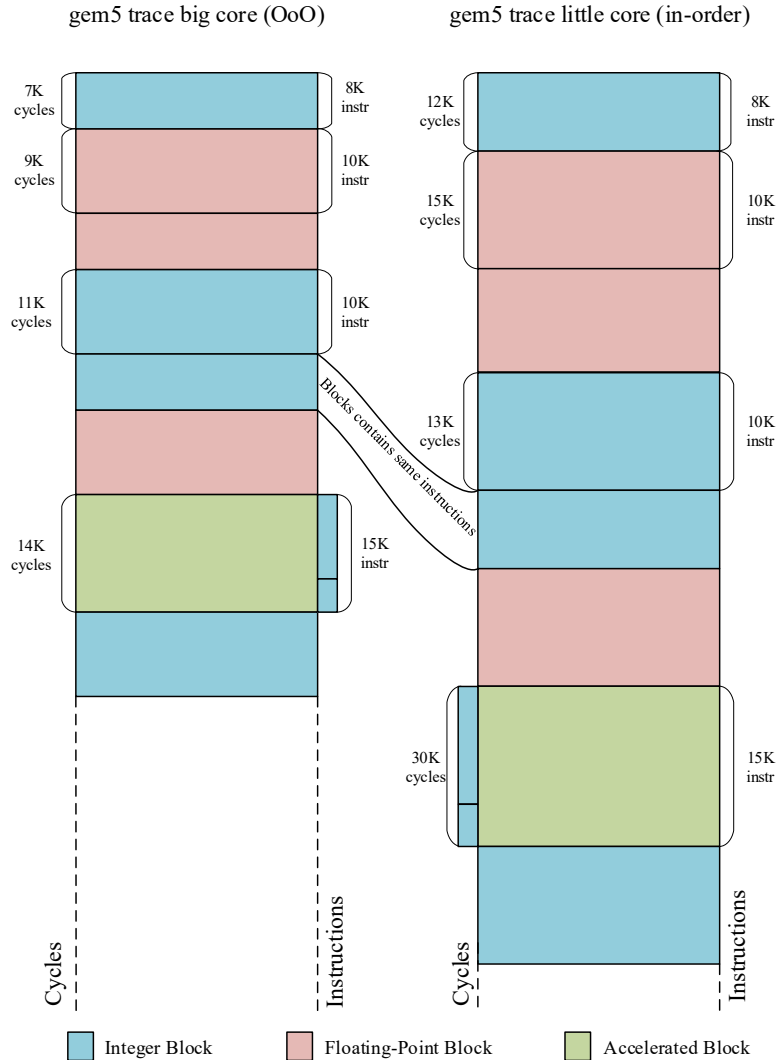 gem5 trace big core (OoO)
gem5 trace little core (in-order)
7K
cycles
8K
instr
9K
cycles
10K
instr
11K
cycles
10K
instr
14K
cycles
15K
instr
Blocks contains same instructions
12K
cycles
8K
instr
15K
cycles
10K
instr
13K
cycles
10K
instr
30K
cycles
15K
instr
Cycles
Instructions
Cycles
Instructions
Integer Block
Floating-Point Block
Accelerated Block